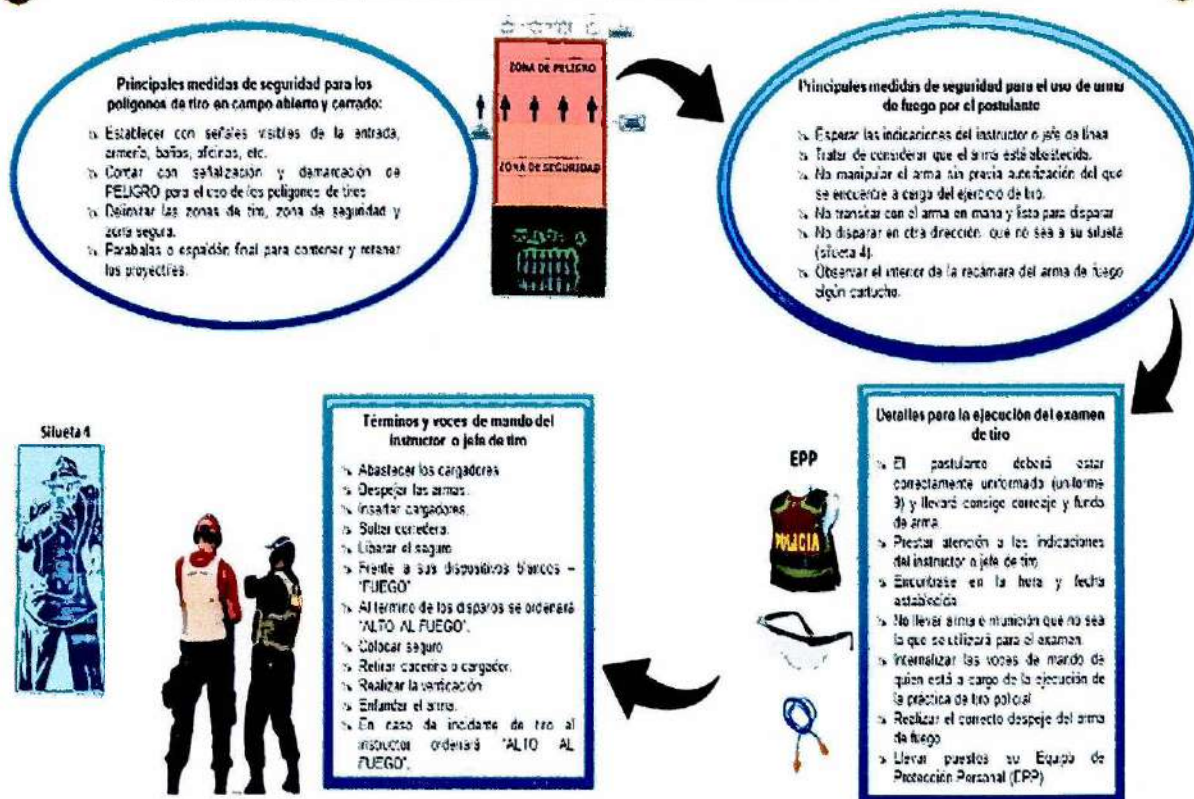 Principales medidas de seguridad para los
polígonos de tiro en campo abierto y cerrado:
Establecer con señales visibles de la entrada,
armería, baños, oficinas, etc.
Contar con señalización y demarcación de
PELIGRO para el uso de los polígonos de tiros
Delimitar las zonas de tiro, zona de seguridad y
zona segura.
Parabalas o espaldón final para contener y retener
los proyectiles.
ZONA DE PELIGRO
ZONA DE SEGURIDAD
Principales medidas de seguridad para el uso de arma
de fuego por el postulante
Esperar las indicaciones del instructor o jefe de línea
Tratar de considerar que el arma está abastecida.
No manipular el arma sin previa autorización del que
se encuentre a cargo del ejercicio de tiro.
No transitar con el arma en mano y listo para disparar
No disparar en otra dirección, que no sea a su silueta
(silueta 4).
Observar el interior de la recámara del arma de fuego
algún cartucho.
Detalles para la ejecución del examen
de tiro
El postulante deberá estar
correctamente uniformado (uniforme
9) y llevará consigo correaje y funda
de arma.
Prestar atención a las indicaciones
del instructor o jefe de tiro
Encontrase en la hora y fecha
establecida
No llevar arma o munición que no sea
la que se utilizará para el examen.
Internalizar las voces de mando de
quien está a cargo de la ejecución de
la práctica de tiro policial
Realizar el correcto despeje del arma
de fuego
Llevar puestos su Equipo de
Protección Personal (EPP)
EPP
POLICIA
Términos y voces de mando del
instructor o jefe de tiro
Abastecer los cargadores
Despejar las armas.
Insertar cargadores.
Soltar corredera.
Liberar el seguro
Frente a sus dispositivos blancos –
"FUEGO"
Al término de los disparos se ordenará
"ALTO AL FUEGO".
Colocar seguro
Retirar cacerina o cargador.
Realizar la verificación
Enfundar el arma.
En caso de incidente de tiro al
instructor ordenará "ALTO AL
FUEGO".
Silueta 4